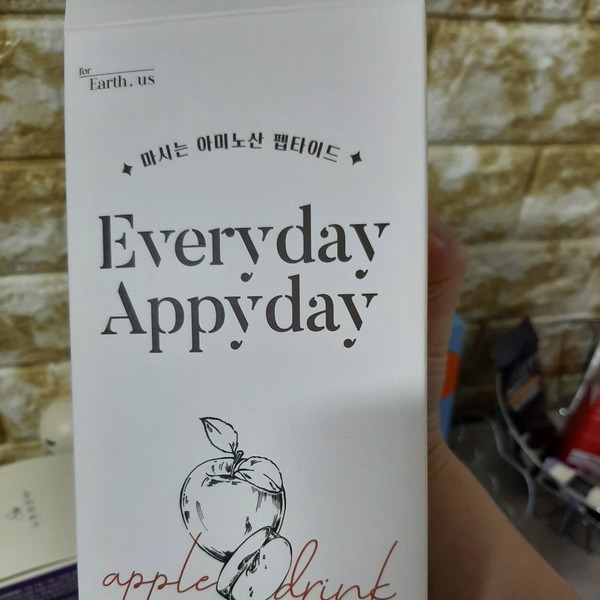 for
Earth, us
마시는 아미노산 펩타이드
Everyday
Appyday
apple drink